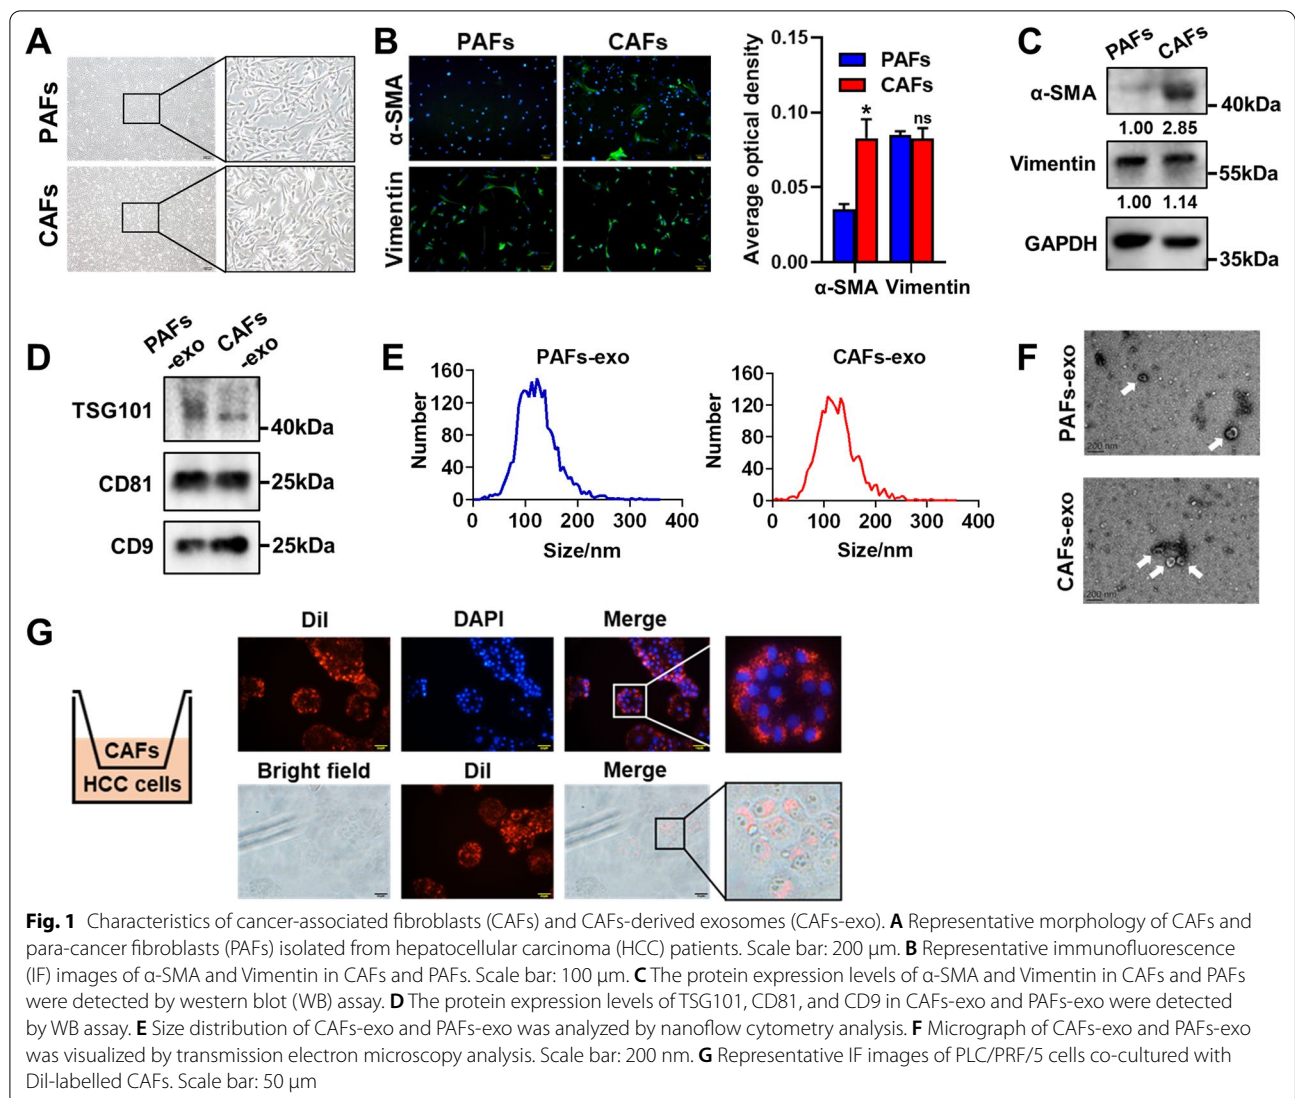 A
PAFs
CAFs
B
PAFs
CAFs
α-SMA
Vimentin
Average optical density
0.15
0.10
0.05
0.00
PAFs
CAFs
*
ns
α-SMA Vimentin
C
PAFs CAFs
α-SMA
40kDa
1.00 2.85
Vimentin
55kDa
1.00 1.14
GAPDH
35kDa
D
PAFs
-exo
CAFs
-exo
TSG101
40kDa
CD81
25kDa
CD9
25kDa
E
PAFs-exo
Number
160
120
80
40
0
0 100 200 300 400
Size/nm
CAFs-exo
Number
160
120
80
40
0
0 100 200 300 400
Size/nm
F
PAFs-exo
200 nm
CAFs-exo
200 nm
G
CAFs
HCC cells
Dil
DAPI
Merge
Bright field
Dil
Merge
Fig. 1 Characteristics of cancer-associated fibroblasts (CAFs) and CAFs-derived exosomes (CAFs-exo). A Representative morphology of CAFs and
para-cancer fibroblasts (PAFs) isolated from hepatocellular carcinoma (HCC) patients. Scale bar: 200 μm. B Representative immunofluorescence
(IF) images of α-SMA and Vimentin in CAFs and PAFs. Scale bar: 100 μm. C The protein expression levels of α-SMA and Vimentin in CAFs and PAFs
were detected by western blot (WB) assay. D The protein expression levels of TSG101, CD81, and CD9 in CAFs-exo and PAFs-exo were detected
by WB assay. E Size distribution of CAFs-exo and PAFs-exo was analyzed by nanoflow cytometry analysis. F Micrograph of CAFs-exo and PAFs-exo
was visualized by transmission electron microscopy analysis. Scale bar: 200 nm. G Representative IF images of PLC/PRF/5 cells co-cultured with
Dil-labelled CAFs. Scale bar: 50 μm